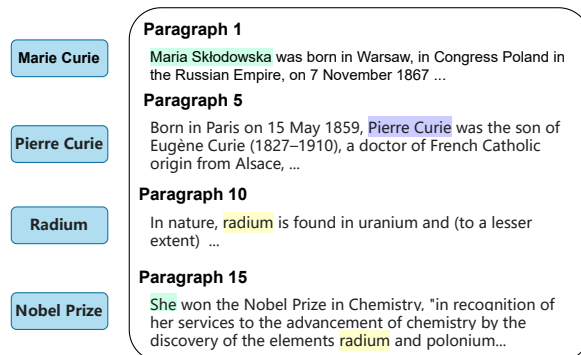 Marie Curie
Paragraph 1
Maria Skłodowska was born in Warsaw, in Congress Poland in
the Russian Empire, on 7 November 1867 ...
Pierre Curie
Paragraph 5
Born in Paris on 15 May 1859, Pierre Curie was the son of
Eugène Curie (1827–1910), a doctor of French Catholic
origin from Alsace, ...
Radium
Paragraph 10
In nature, radium is found in uranium and (to a lesser
extent) ...
Nobel Prize
Paragraph 15
She won the Nobel Prize in Chemistry, "in recognition of
her services to the advancement of chemistry by the
discovery of the elements radium and polonium...